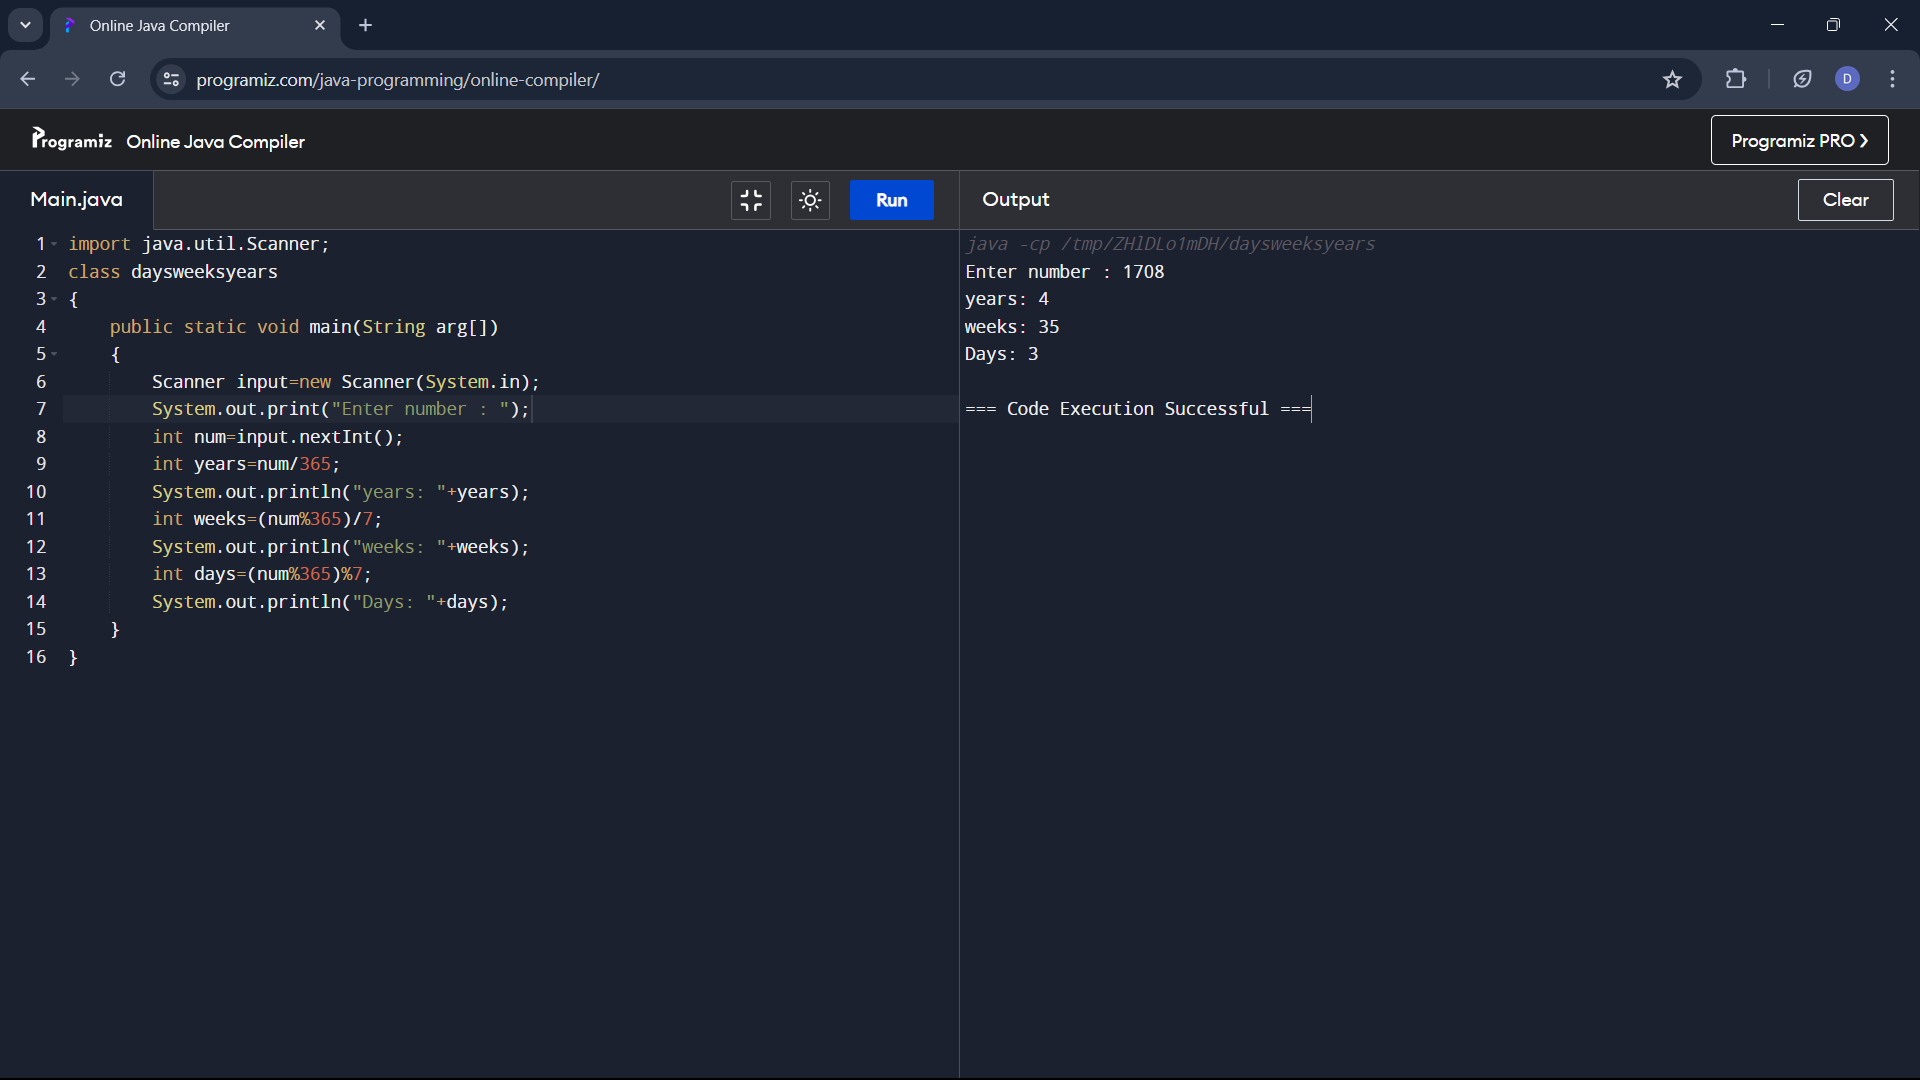 Online Java Compiler
programiz.com/java-programming/online-compiler/
D
Programiz Online Java Compiler
Programiz PRO ❯
Main.java
Run
Output
Clear
1 import java.util.Scanner;
2 class daysweeksyears
3 {
4     public static void main(String arg[])
5     {
6         Scanner input=new Scanner(System.in);
7         System.out.print("Enter number : ");
8         int num=input.nextInt();
9         int years=num/365;
10         System.out.println("years: "+years);
11         int weeks=(num%365)/7;
12         System.out.println("weeks: "+weeks);
13         int days=(num%365)%7;
14         System.out.println("Days: "+days);
15     }
16 }
java -cp /tmp/ZHlDLo1mDH/daysweeksyears
Enter number : 1708
years: 4
weeks: 35
Days: 3
=== Code Execution Successful ===